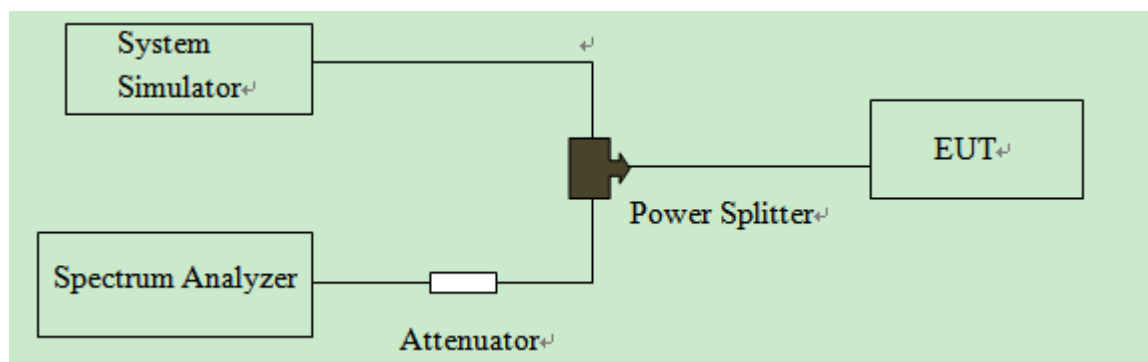 System
Simulator↵
↵
EUT↵
Power Splitter↵
Spectrum Analyzer
Attenuator↵